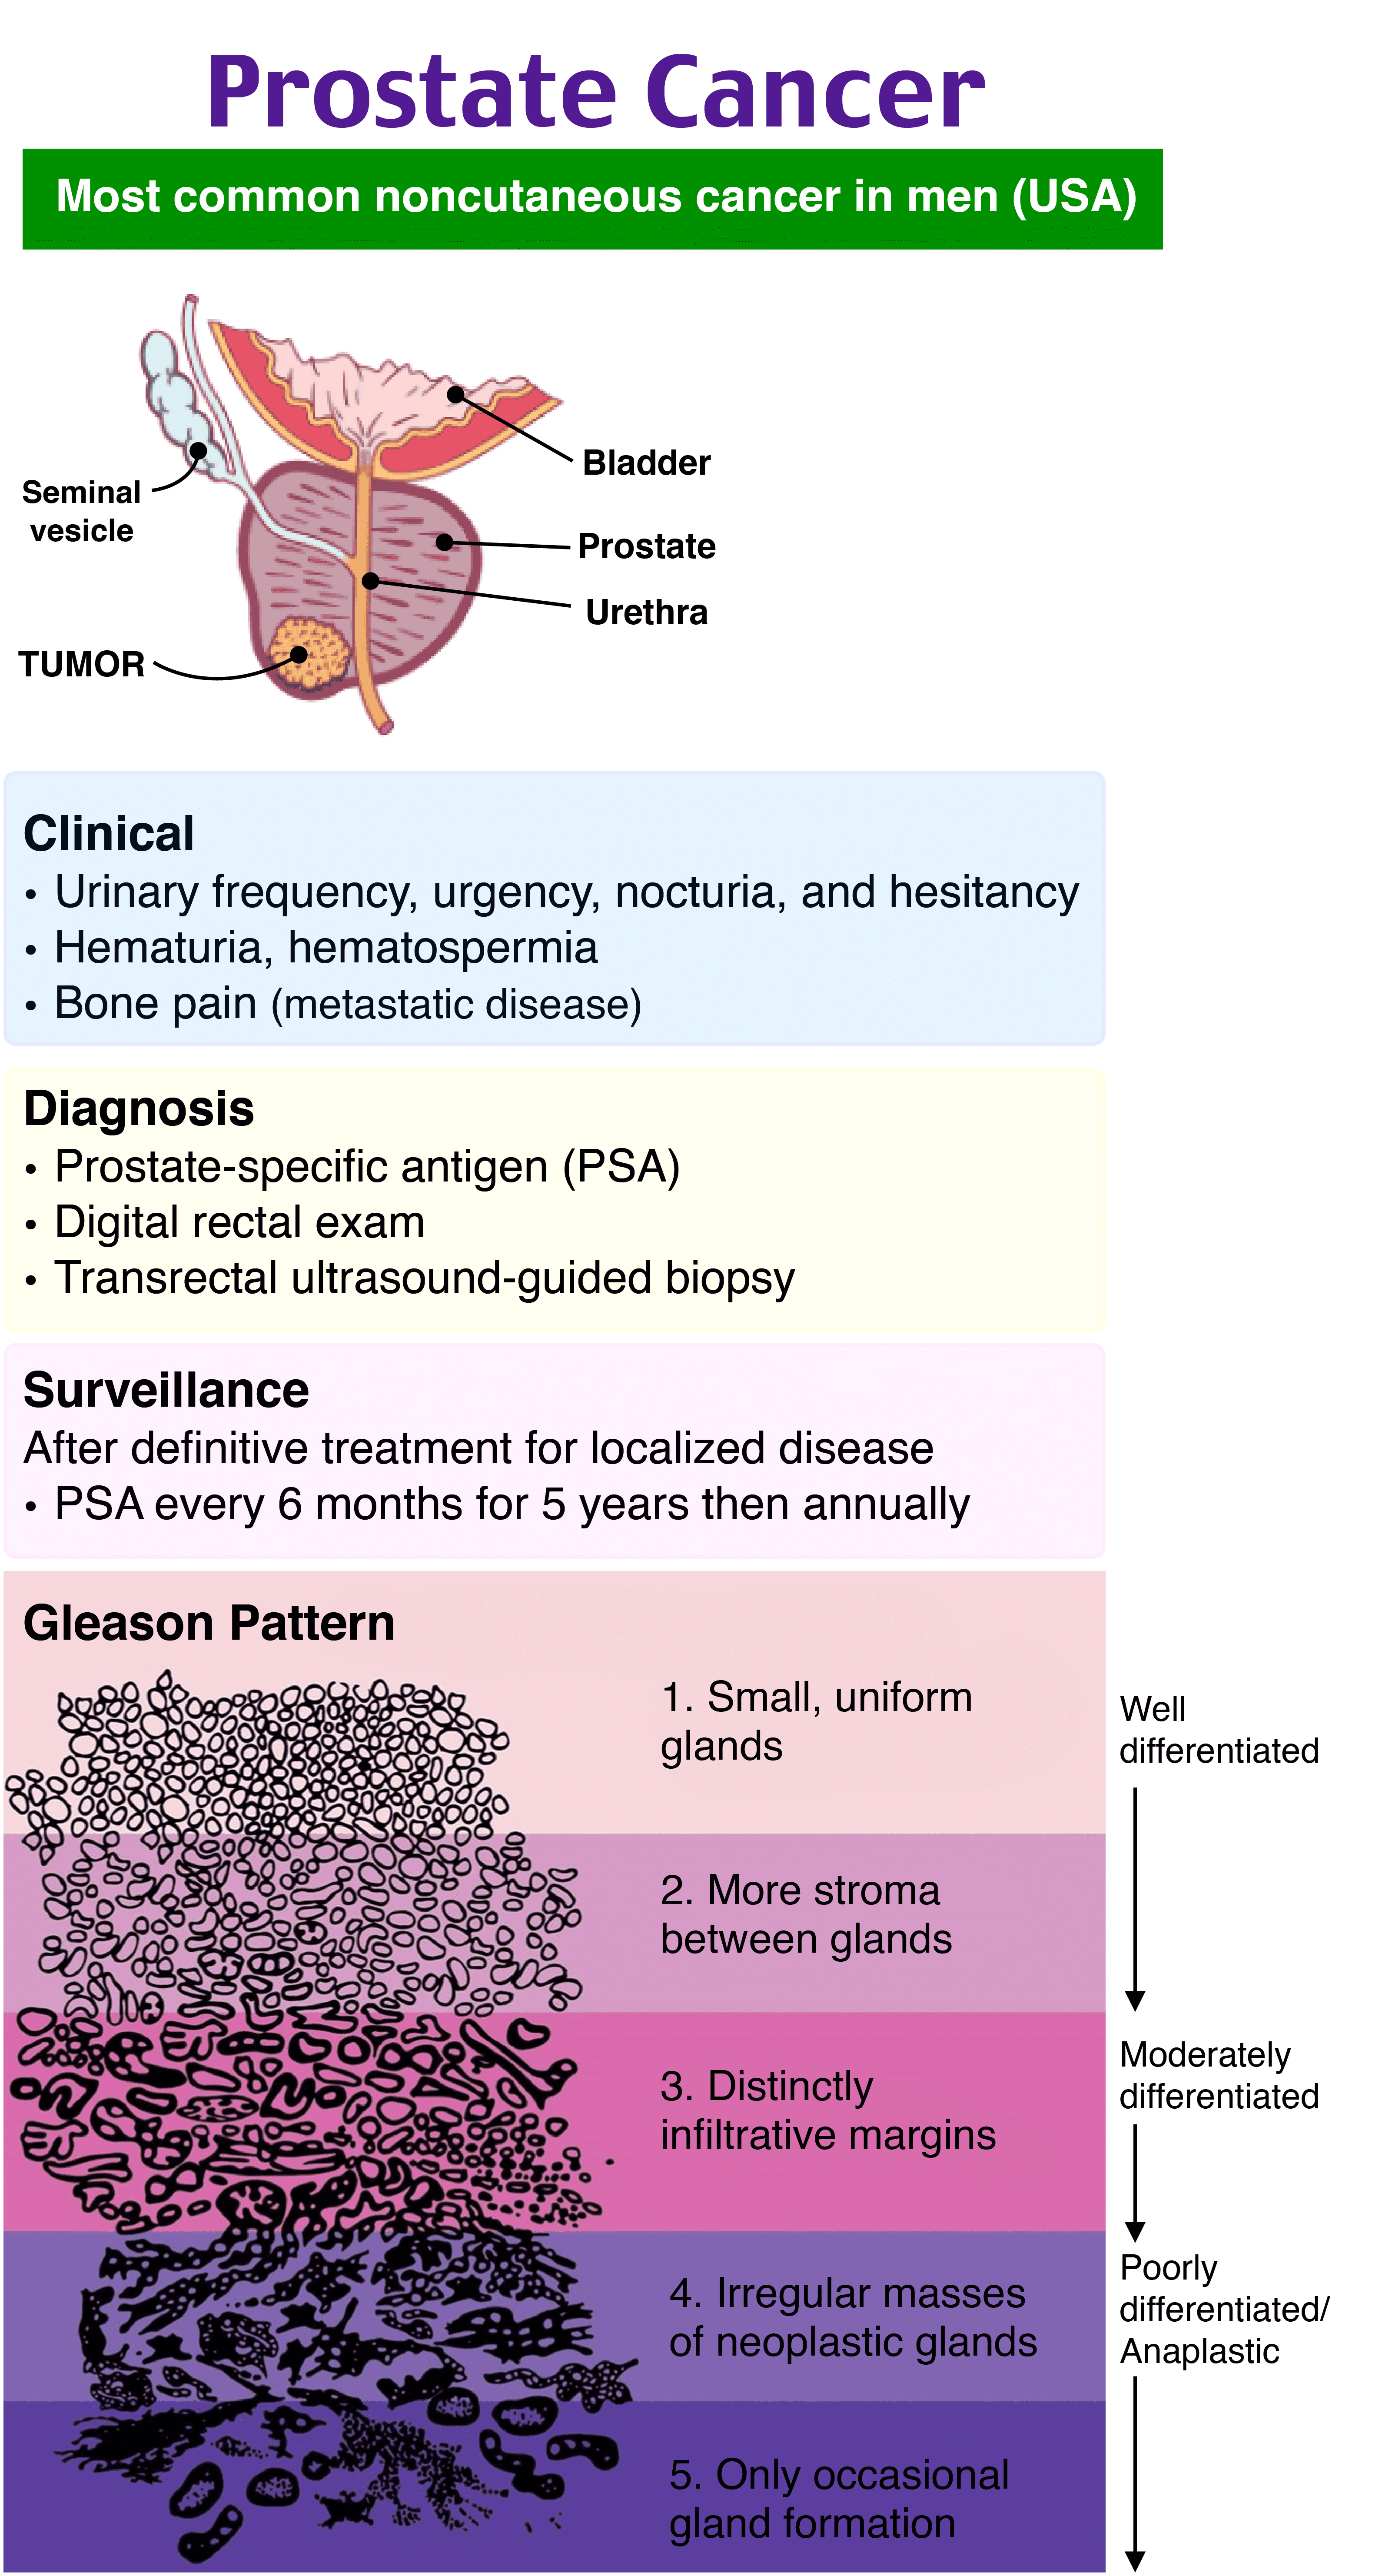 Prostate Cancer
Most common noncutaneous cancer in men (USA)
Bladder
Seminal
vesicle
Prostate
Urethra
TUMOR
Clinical
• Urinary frequency, urgency, nocturia, and hesitancy
• Hematuria, hematospermia
• Bone pain (metastatic disease)
Diagnosis
• Prostate-specific antigen (PSA)
• Digital rectal exam
• Transrectal ultrasound-guided biopsy
Surveillance
After definitive treatment for localized disease
• PSA every 6 months for 5 years then annually
Gleason Pattern
1. Small, uniform
glands
Well
differentiated
2. More stroma
between glands
Moderately
differentiated
3. Distinctly
infiltrative margins
Poorly
differentiated/
Anaplastic
4. Irregular masses
of neoplastic glands
5. Only occasional
gland formation